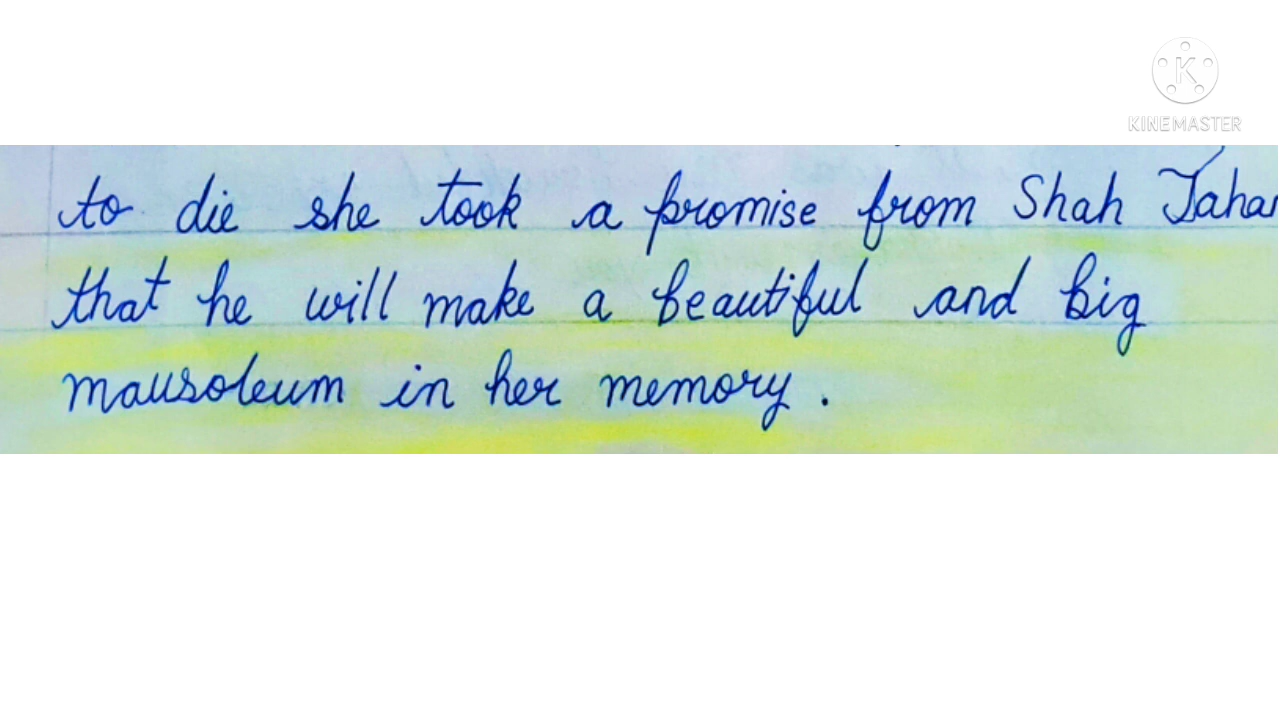 KINEMASTER
to die she took a promise from Shah Jahan
that he will make a beautiful and big
mausoleum in her memory.